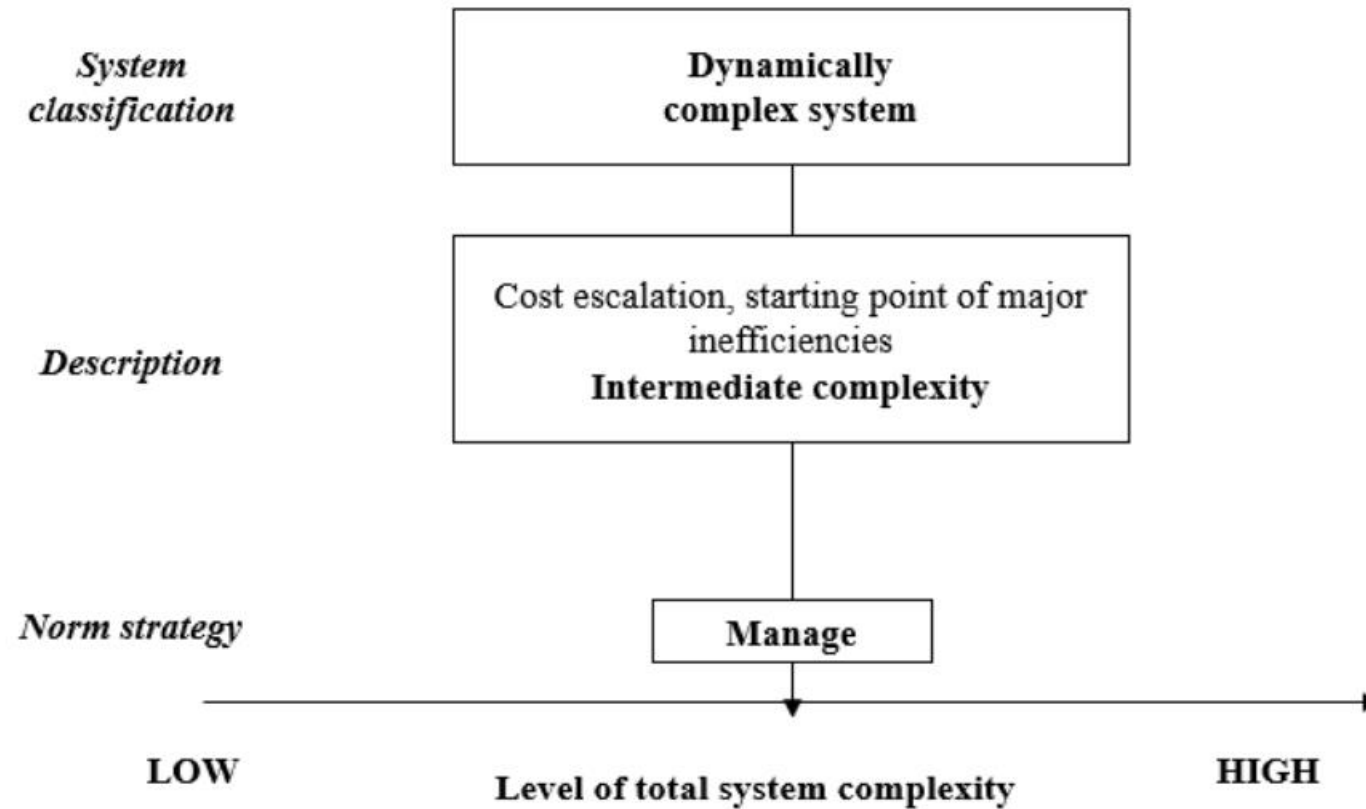 System
classification
Dynamically
complex system
Description
Cost escalation, starting point of major
inefficiencies
Intermediate complexity
Norm strategy
Manage
LOW
Level of total system complexity
HIGH